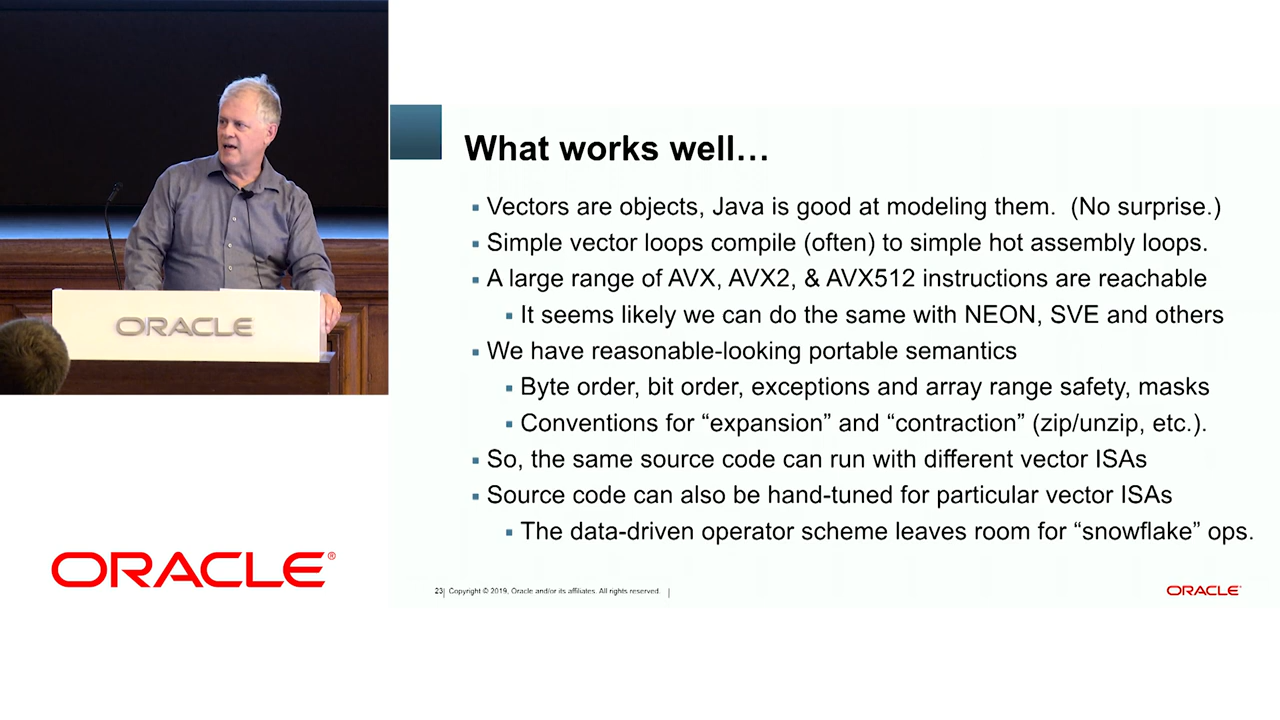 ORACLE
ORACLE®
What works well…
▪ Vectors are objects, Java is good at modeling them.  (No surprise.)
▪ Simple vector loops compile (often) to simple hot assembly loops.
▪ A large range of AVX, AVX2, & AVX512 instructions are reachable
▪ It seems likely we can do the same with NEON, SVE and others
▪ We have reasonable-looking portable semantics
▪ Byte order, bit order, exceptions and array range safety, masks
▪ Conventions for “expansion” and “contraction” (zip/unzip, etc.).
▪ So, the same source code can run with different vector ISAs
▪ Source code can also be hand-tuned for particular vector ISAs
▪ The data-driven operator scheme leaves room for “snowflake” ops.
23| Copyright © 2019, Oracle and/or its affiliates. All rights reserved. |
ORACLE